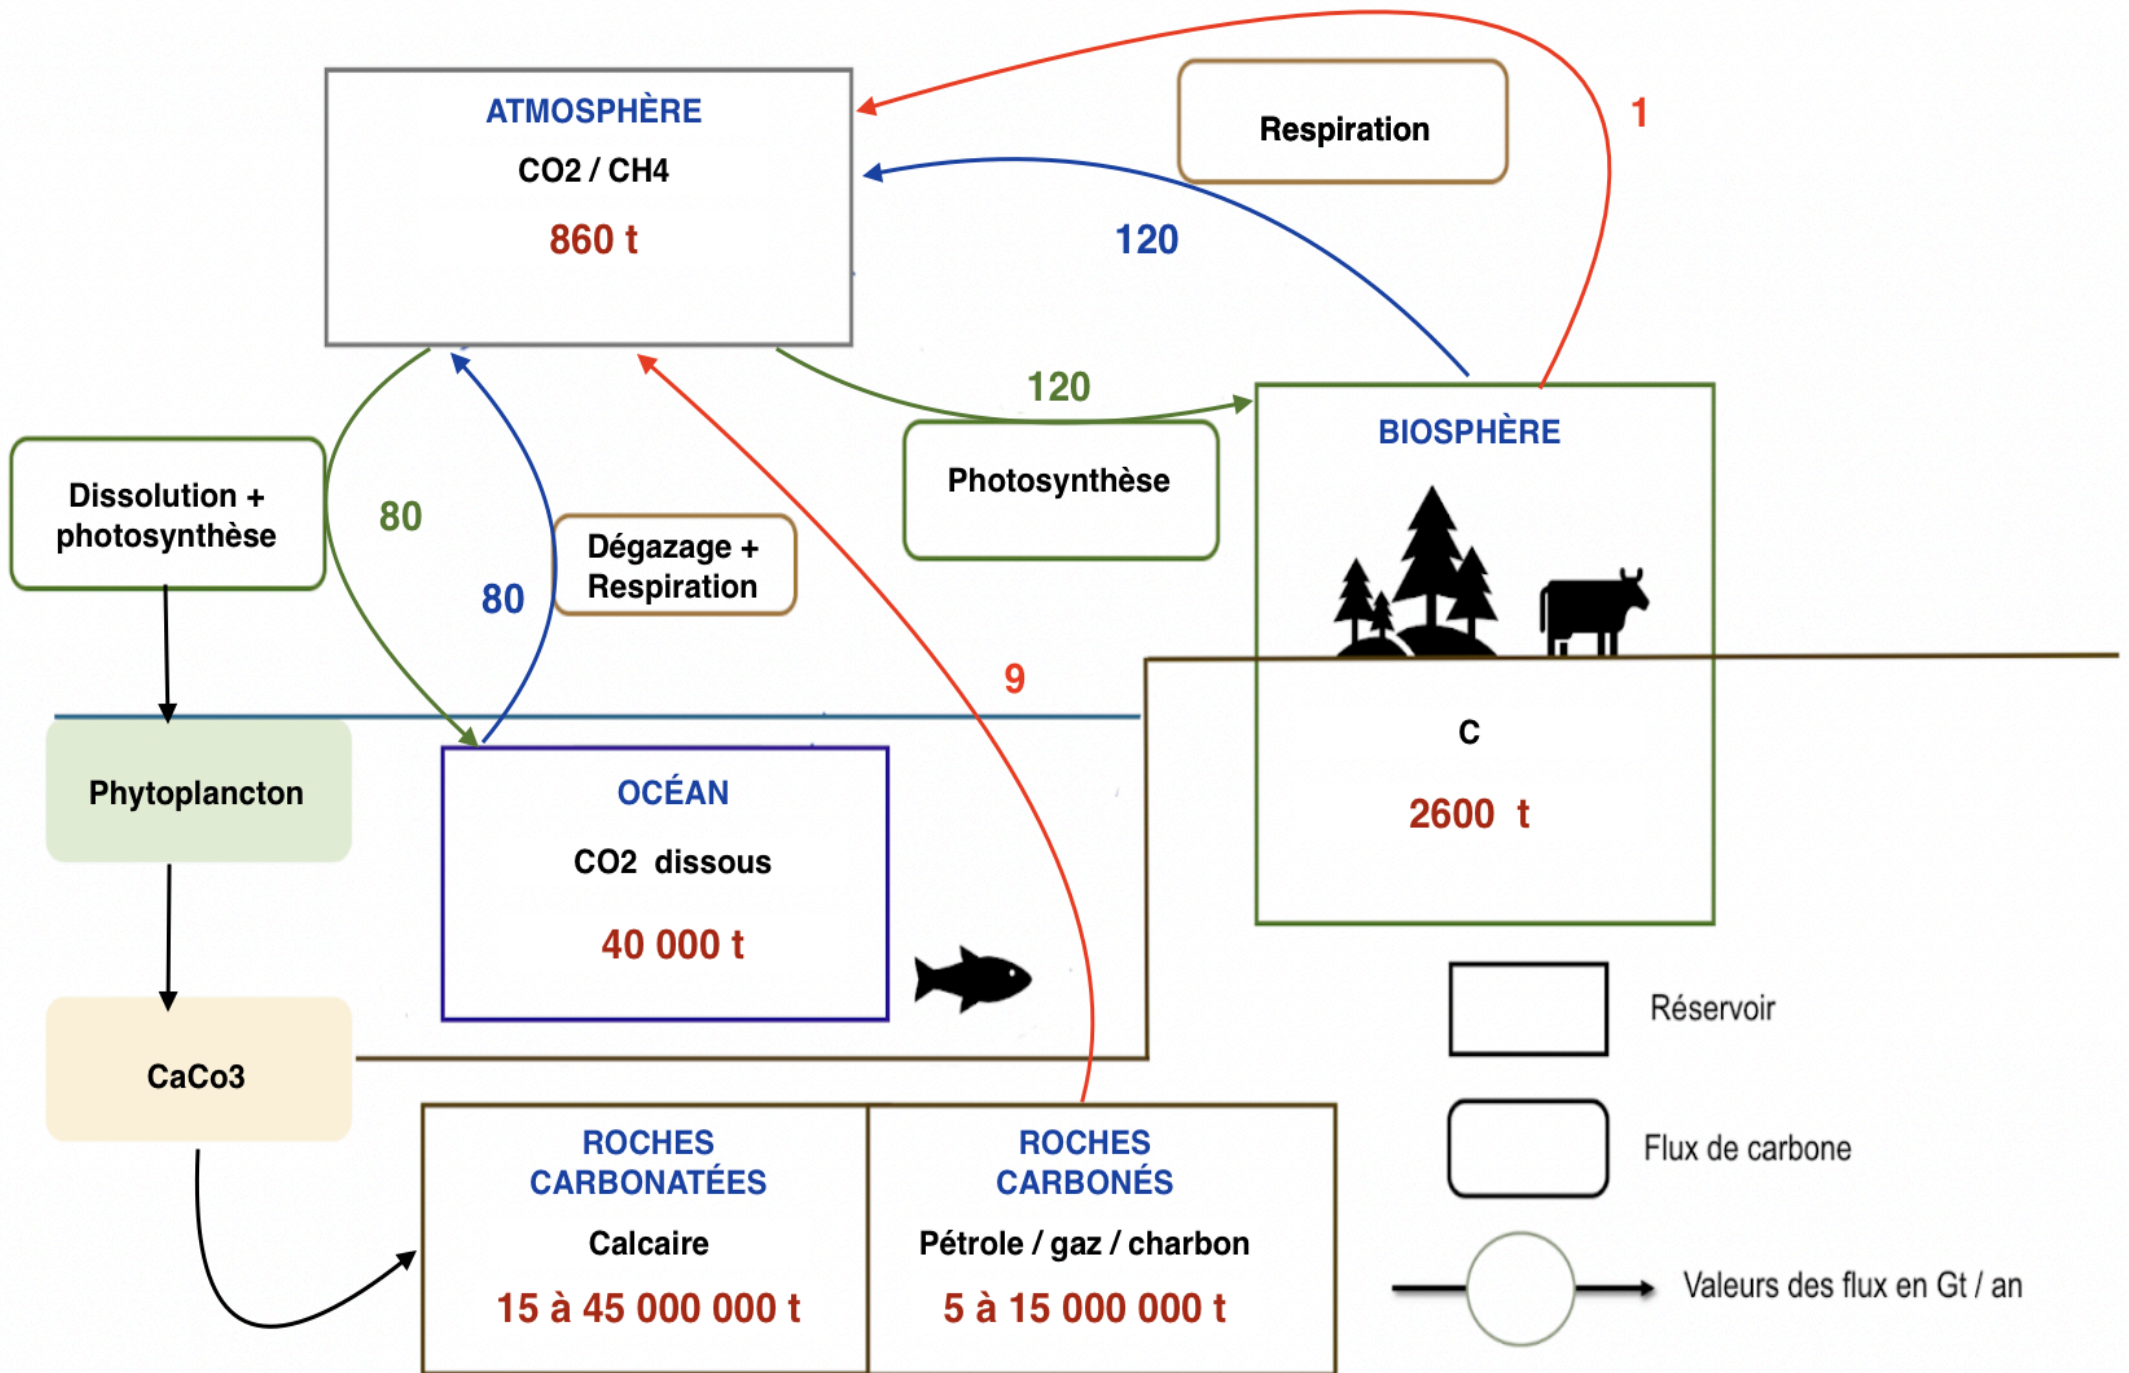 ATMOSPHÈRE
CO2 / CH4
860 t
Respiration
1
120
120
Photosynthèse
Dissolution +
photosynthèse
80
80
Dégazage +
Respiration
9
BIOSPHÈRE
C
2600 t
Phytoplancton
OCÉAN
CO2 dissous
40 000 t
CaCo3
ROCHES
CARBONATÉES
Calcaire
15 à 45 000 000 t
ROCHES
CARBONÉS
Pétrole / gaz / charbon
5 à 15 000 000 t
Réservoir
Flux de carbone
Valeurs des flux en Gt / an